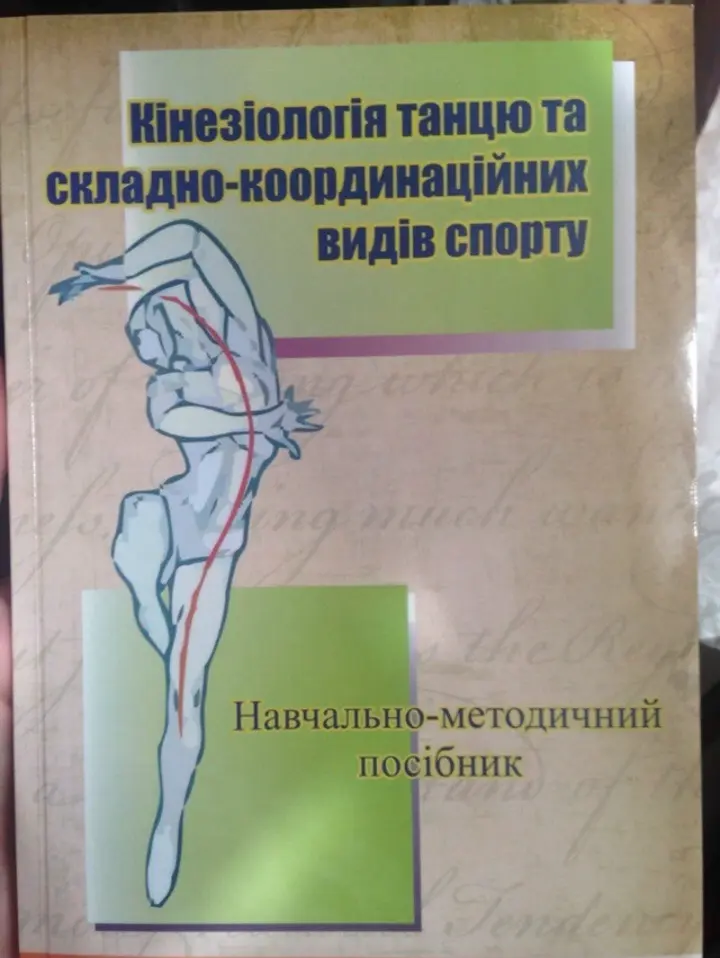 Кінезіологія танцю та
складно-координаційних
видів спорту
Навчально-методичний
посібник